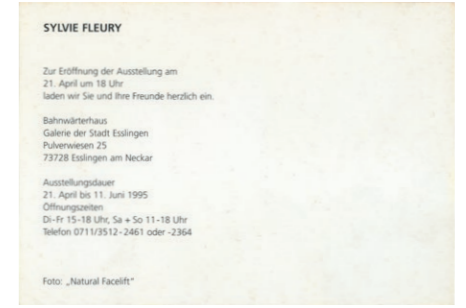 SYLVIE FLEURY
Zur Eröffnung der Ausstellung am
21. April um 18 Uhr
laden wir Sie und Ihre Freunde herzlich ein.
Bahnwärterhaus
Galerie der Stadt Esslingen
Pulverwiesen 25
73728 Esslingen am Neckar
Ausstellungsdauer
21. April bis 11. Juni 1995
Öffnungszeiten
Di–Fr 15–18 Uhr, Sa + So 11–18 Uhr
Telefon 0711/3512-2461 oder -2364
Foto: „Natural Facelift"